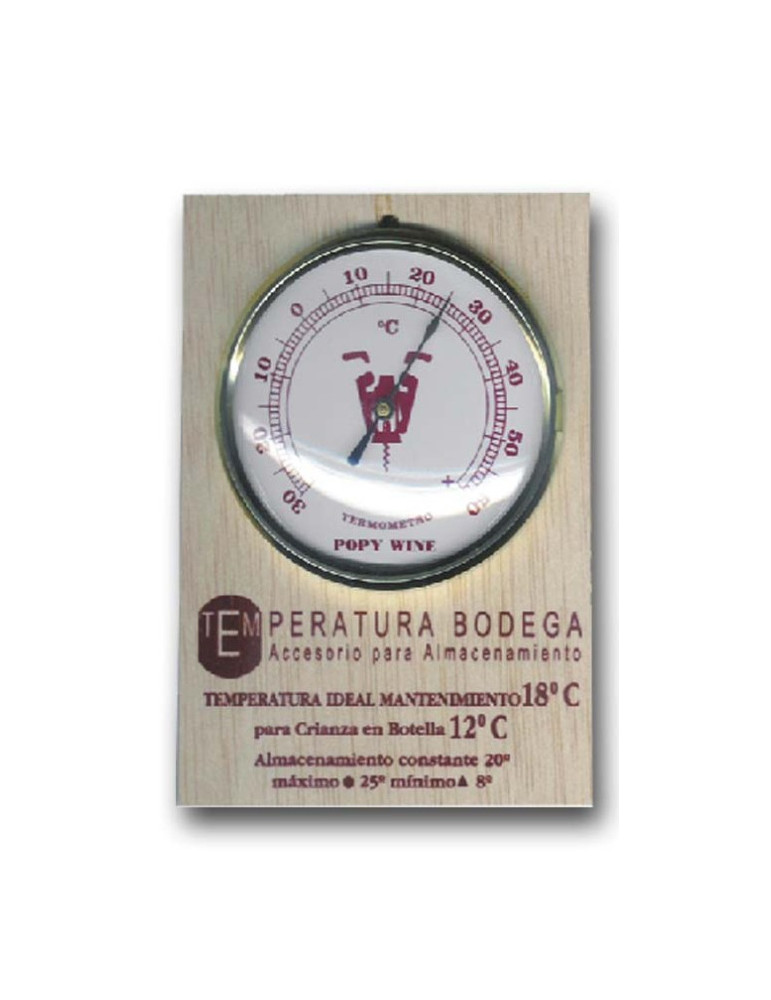 10 20
0 30
°C
10 40
20 50
30 + 60
TERMOMETRO
POPY WINE
TEMPERATURA BODEGA
Accesorio para Almacenamiento
TEMPERATURA IDEAL MANTENIMIENTO 18º C
para Crianza en Botella 12º C
Almacenamiento constante 20º
máximo ● 25º mínimo ▲ 8º